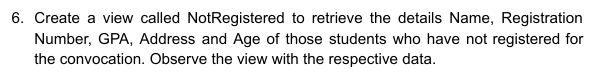 6. Create a view called NotRegistered to retrieve the details Name, Registration
Number, GPA, Address and Age of those students who have not registered for
the convocation. Observe the view with the respective data.